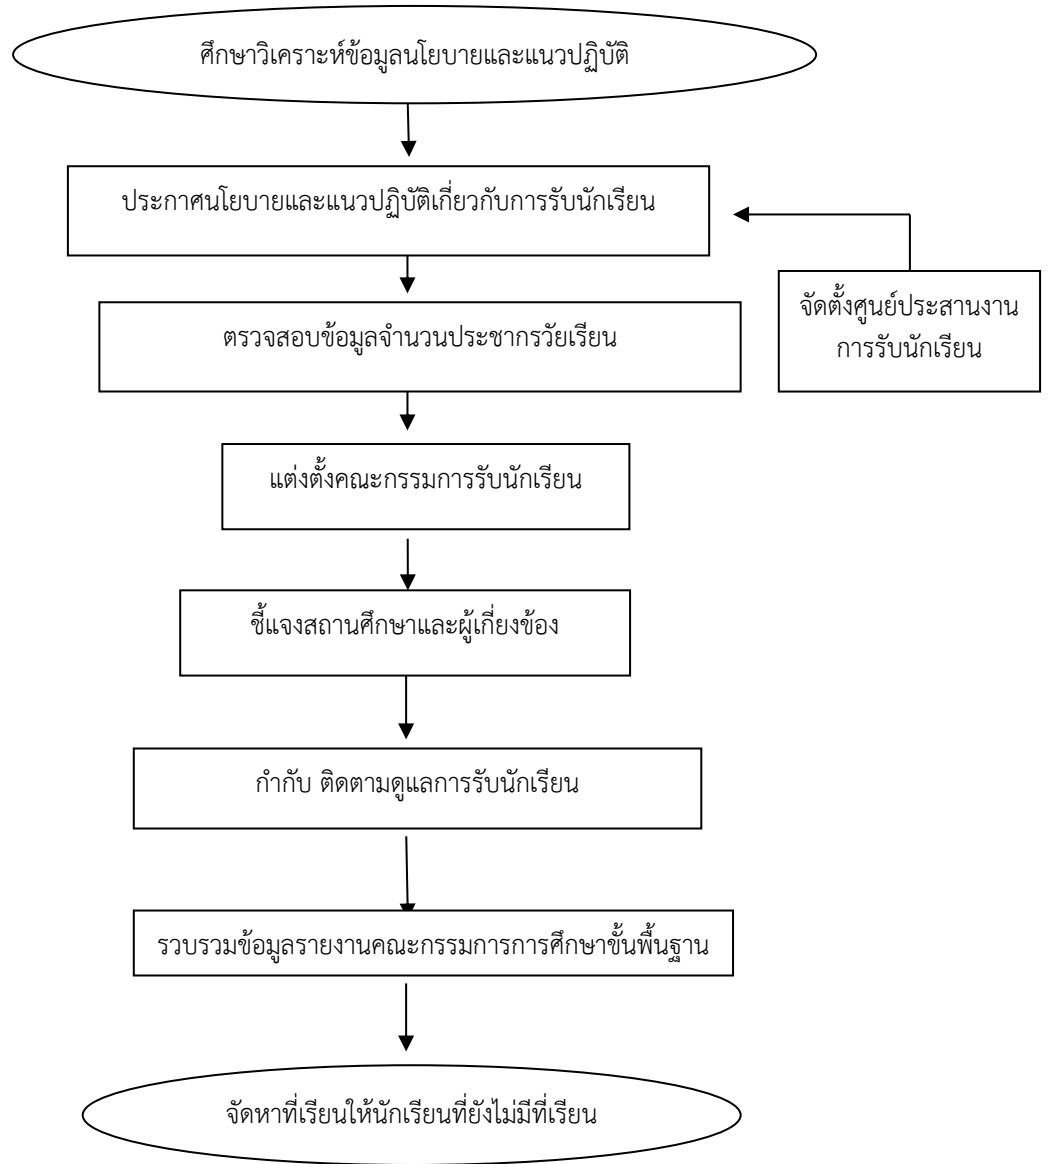 ศึกษาวิเคราะห์ข้อมูลนโยบายและแนวปฏิบัติ
ประกาศนโยบายและแนวปฏิบัติเกี่ยวกับการรับนักเรียน
จัดตั้งศูนย์ประสานงาน
การรับนักเรียน
ตรวจสอบข้อมูลจำนวนประชากรวัยเรียน
แต่งตั้งคณะกรรมการรับนักเรียน
ชี้แจงสถานศึกษาและผู้เกี่ยงข้อง
กำกับ ติดตามดูแลการรับนักเรียน
รวบรวมข้อมูลรายงานคณะกรรมการการศึกษาขั้นพื้นฐาน
จัดหาที่เรียนให้นักเรียนที่ยังไม่มีที่เรียน